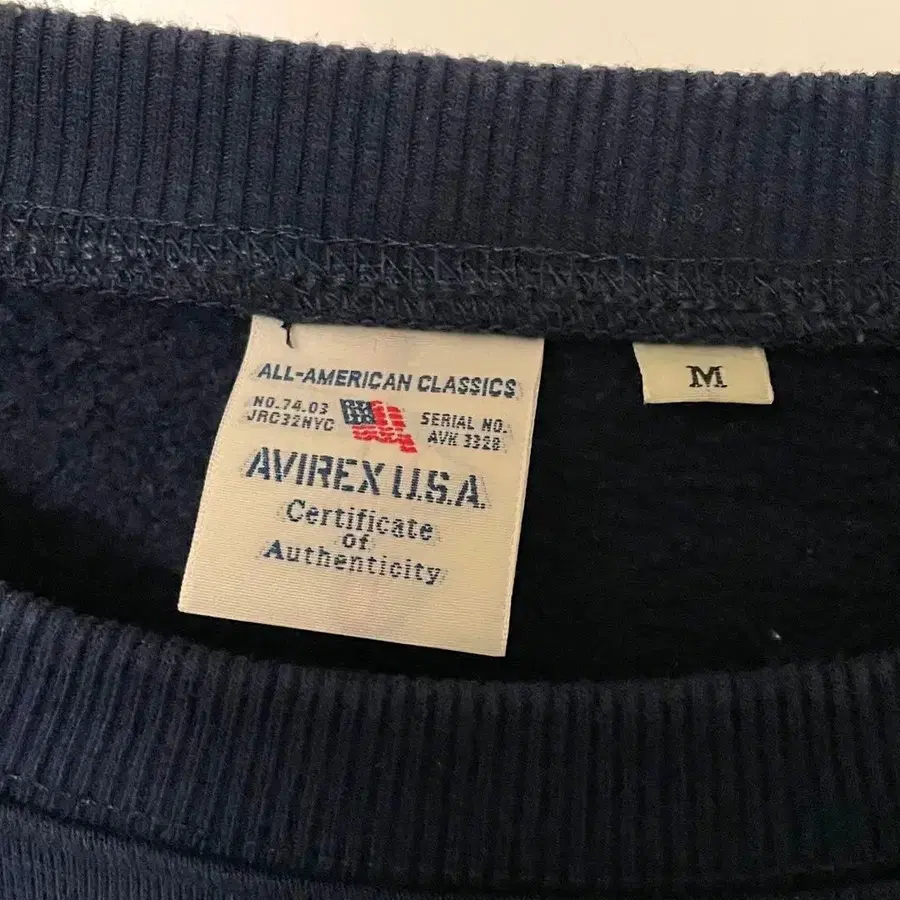 ALL-AMERICAN CLASSICS
NO.74.03
JRC32NYC
SERIAL NO.
AVK 3328
AVIREX U.S.A.
Certificate
of
Authenticity
M